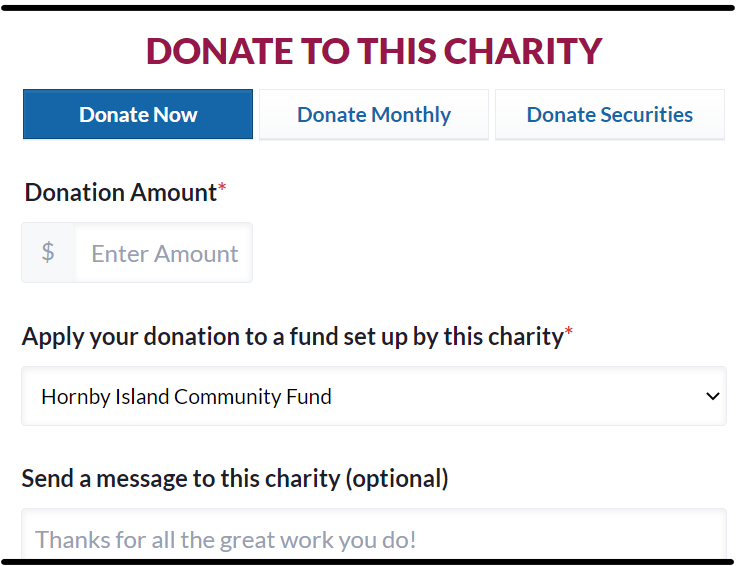 DONATE TO THIS CHARITY
Donate Now Donate Monthly Donate Securities
Donation Amount*
$ Enter Amount
Apply your donation to a fund set up by this charity*
Hornby Island Community Fund
Send a message to this charity (optional)
Thanks for all the great work you do!